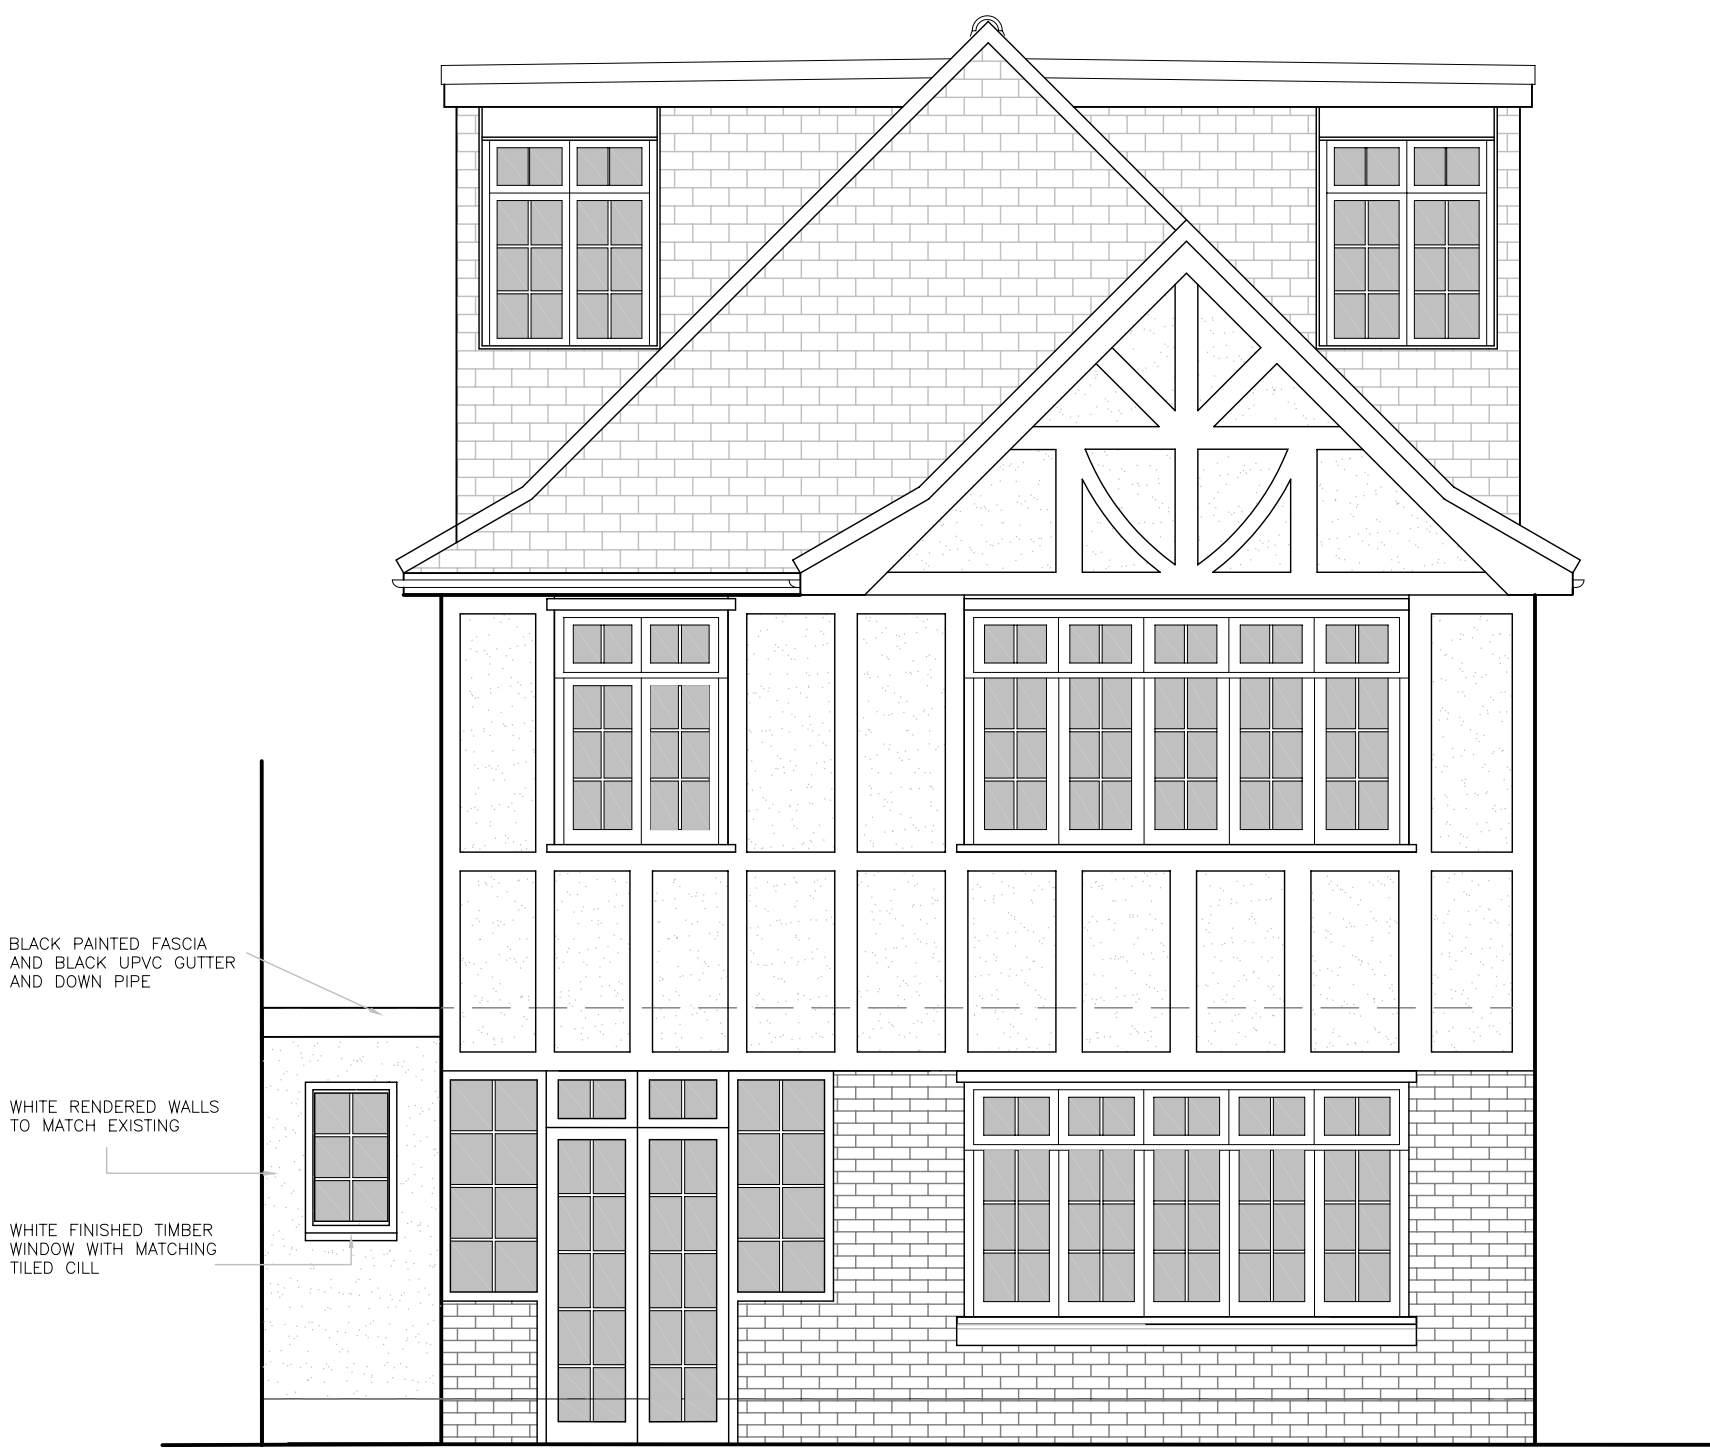 BLACK PAINTED FASCIA
AND BLACK UPVC GUTTER
AND DOWN PIPE
WHITE RENDERED WALLS
TO MATCH EXISTING
WHITE FINISHED TIMBER
WINDOW WITH MATCHING
TILED CILL